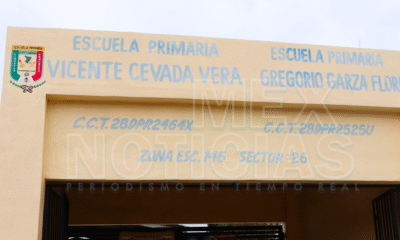 ESCUELA PRIMARIA
VICENTE CEVADA VERA
ESCUELA PRIMARIA
GREGORIO GARZA FLOR
C.C.T. 28DPR2464X
C.C.T. 28DPR2525U
ZONA ESC. 146 SECTOR 26
MEX
NOTICIAS
PERIODISMO EN TIEMPO REAL